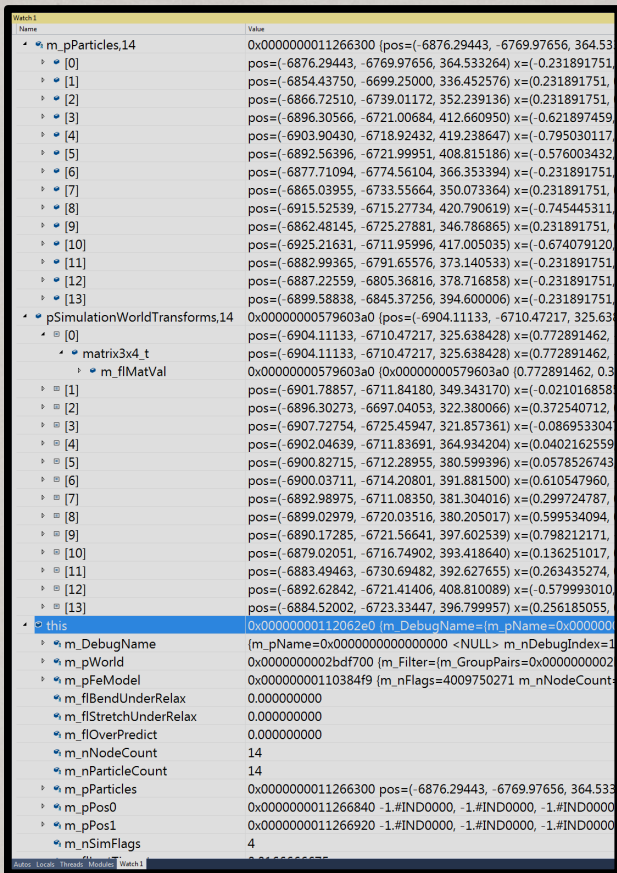 Watch 1
Name Value
m_pParticles,14 0x0000000011266300 {pos=(-6876.29443, -6769.97656, 364.53
[0] pos=(-6876.29443, -6769.97656, 364.533264) x=(-0.231891751,
[1] pos=(-6854.43750, -6699.25000, 336.452576) x=(0.231891751,
[2] pos=(-6866.72510, -6739.01172, 352.239136) x=(0.231891751,
[3] pos=(-6896.30566, -6721.00684, 412.660950) x=(-0.621897459,
[4] pos=(-6903.90430, -6718.92432, 419.238647) x=(-0.795030117,
[5] pos=(-6892.56396, -6721.99951, 408.815186) x=(-0.576003432,
[6] pos=(-6877.71094, -6774.56104, 366.353394) x=(-0.231891751,
[7] pos=(-6865.03955, -6733.55664, 350.073364) x=(0.231891751,
[8] pos=(-6915.52539, -6715.27734, 420.790619) x=(-0.745445311,
[9] pos=(-6862.48145, -6725.27881, 346.786865) x=(0.231891751,
[10] pos=(-6925.21631, -6711.95996, 417.005035) x=(-0.674079120,
[11] pos=(-6882.99365, -6791.65576, 373.140533) x=(-0.231891751,
[12] pos=(-6887.22559, -6805.36816, 378.716858) x=(-0.231891751,
[13] pos=(-6899.58838, -6845.37256, 394.600006) x=(-0.231891751,
pSimulationWorldTransforms,14 0x00000000579603a0 {pos=(-6904.11133, -6710.47217, 325.638
[0] pos=(-6904.11133, -6710.47217, 325.638428) x=(0.772891462,
matrix3x4_t pos=(-6904.11133, -6710.47217, 325.638428) x=(0.772891462,
m_flMatVal 0x00000000579603a0 {0x00000000579603a0 {0.772891462, 0.3
[1] pos=(-6901.78857, -6711.84180, 349.343170) x=(-0.021016858
[2] pos=(-6896.30273, -6697.04053, 322.380066) x=(0.372540712,
[3] pos=(-6907.72754, -6725.45947, 321.857361) x=(-0.086953304
[4] pos=(-6902.04639, -6711.83691, 364.934204) x=(0.0402162559
[5] pos=(-6900.82715, -6712.28955, 380.599396) x=(0.0578526743
[6] pos=(-6900.03711, -6714.20801, 391.881500) x=(0.610547960,
[7] pos=(-6892.98975, -6711.08350, 381.304016) x=(0.299724787,
[8] pos=(-6899.02979, -6720.03516, 380.205017) x=(0.599534094,
[9] pos=(-6890.17285, -6721.56641, 397.602539) x=(0.798212171,
[10] pos=(-6879.02051, -6716.74902, 393.418640) x=(0.136251017,
[11] pos=(-6883.49463, -6730.69482, 392.627655) x=(0.263435274,
[12] pos=(-6892.62842, -6721.41406, 408.810089) x=(-0.579993010,
[13] pos=(-6884.52002, -6723.33447, 396.799957) x=(0.256185055,
this 0x00000000112062e0 {m_DebugName={m_pName=0x000000
m_DebugName {m_pName=0x0000000000000000 <NULL> m_nDebugIndex=1
m_pWorld 0x0000000002bdf700 {m_Filter={m_GroupPairs=0x0000000002
m_pFeModel 0x00000000110384f9 {m_nFlags=4009750271 m_nNodeCount=
m_flBendUnderRelax 0.000000000
m_flStretchUnderRelax 0.000000000
m_flOverPredict 0.000000000
m_nNodeCount 14
m_nParticleCount 14
m_pParticles 0x0000000011266300 pos=(-6876.29443, -6769.97656, 364.533
m_pPos0 0x0000000011266840 -1.#IND0000, -1.#IND0000, -1.#IND0000
m_pPos1 0x0000000011266920 -1.#IND0000, -1.#IND0000, -1.#IND0000
m_nSimFlags 4
Autos Locals Threads Modules Watch 1